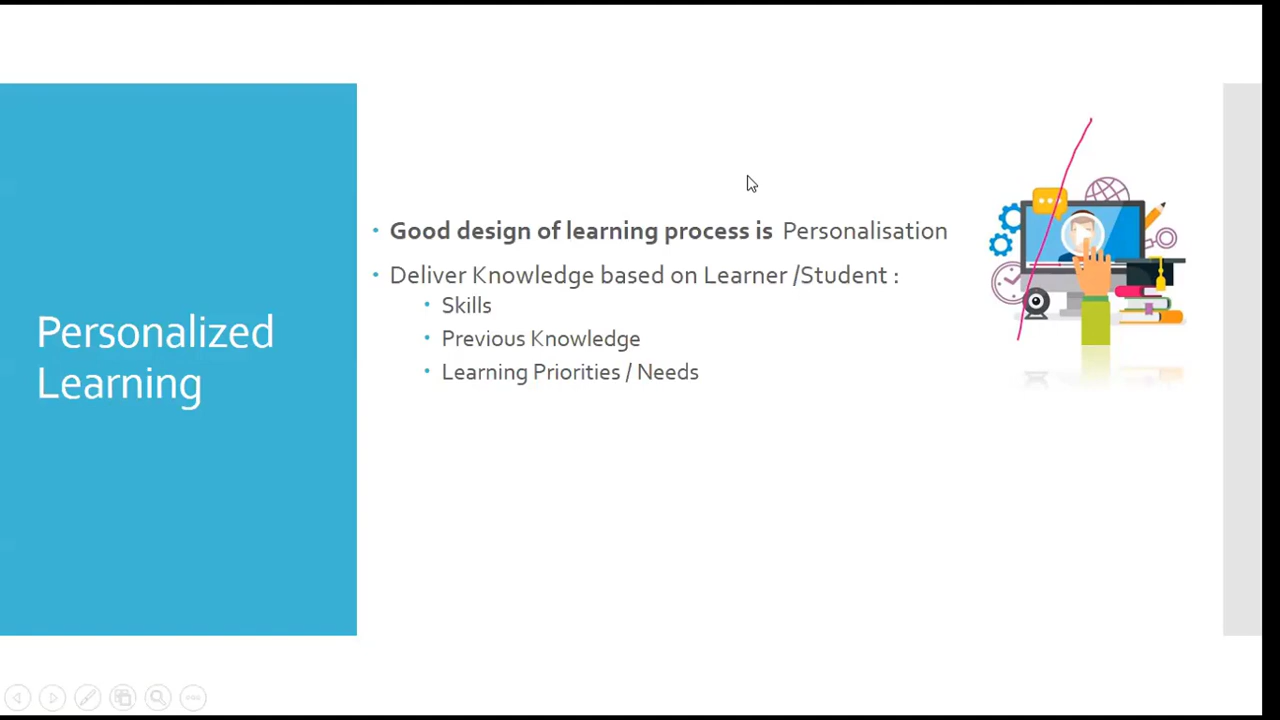 Personalized
Learning
Good design of learning process is Personalisation
Deliver Knowledge based on Learner /Student :
Skills
Previous Knowledge
Learning Priorities / Needs